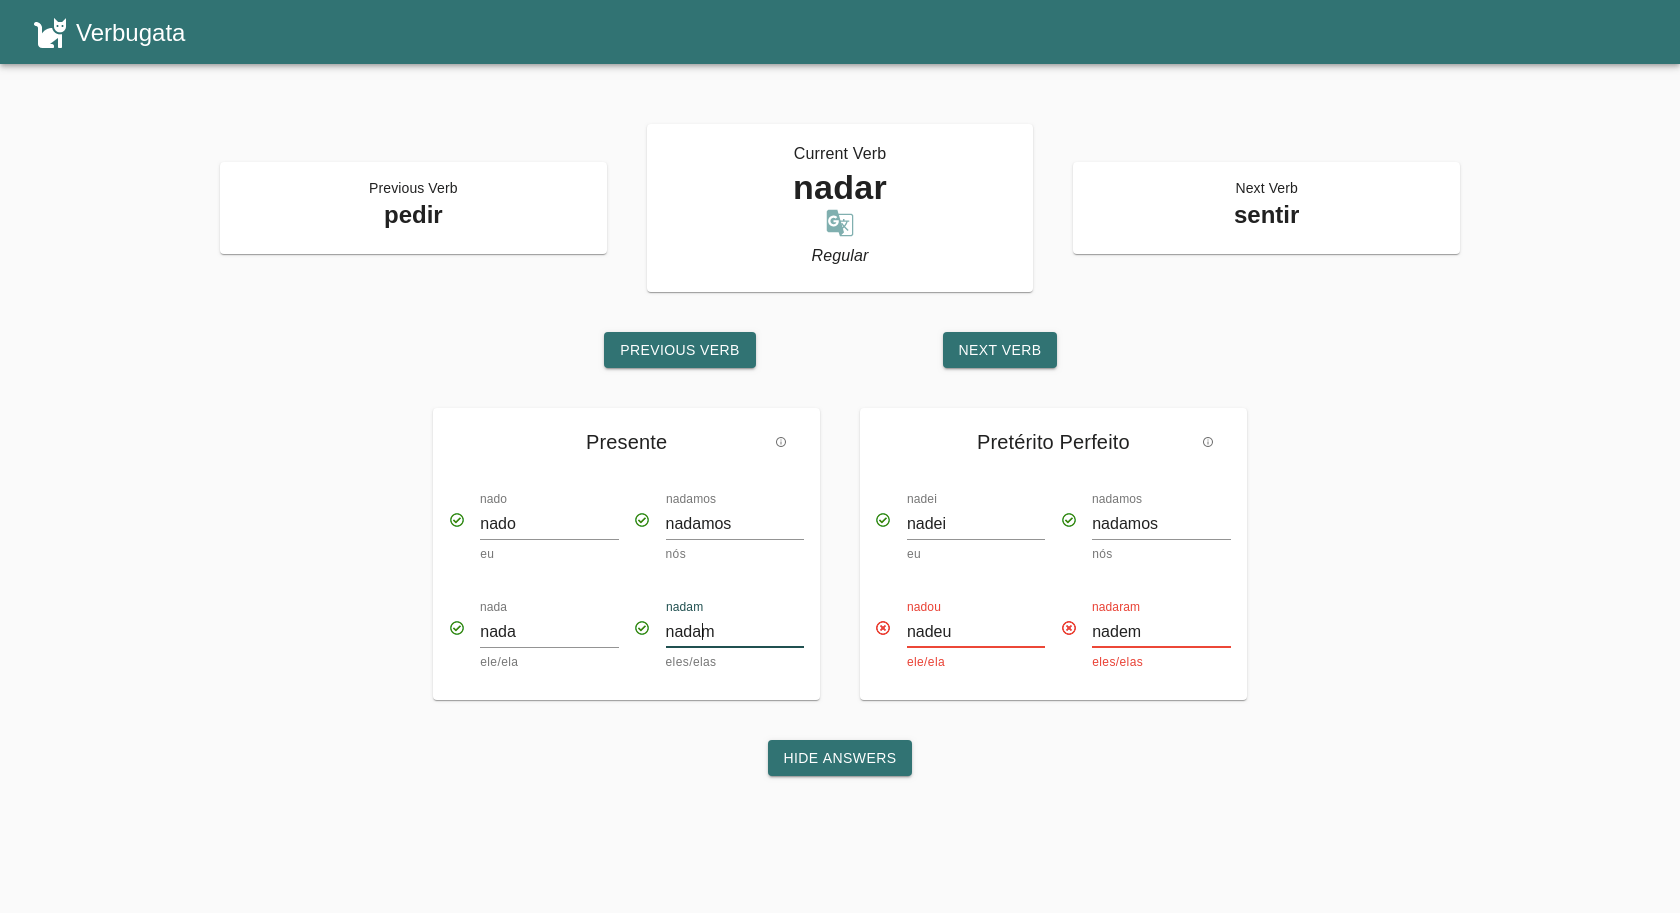 Verbugata
Previous Verb
pedir
Current Verb
nadar
Regular
Next Verb
sentir
PREVIOUS VERB
NEXT VERB
Presente
nado
nado
eu
nadamos
nadamos
nós
nada
nada
ele/ela
nadam
nadam
eles/elas
Pretérito Perfeito
nadei
nadei
eu
nadamos
nadamos
nós
nadou
nadeu
ele/ela
nadaram
nadem
eles/elas
HIDE ANSWERS